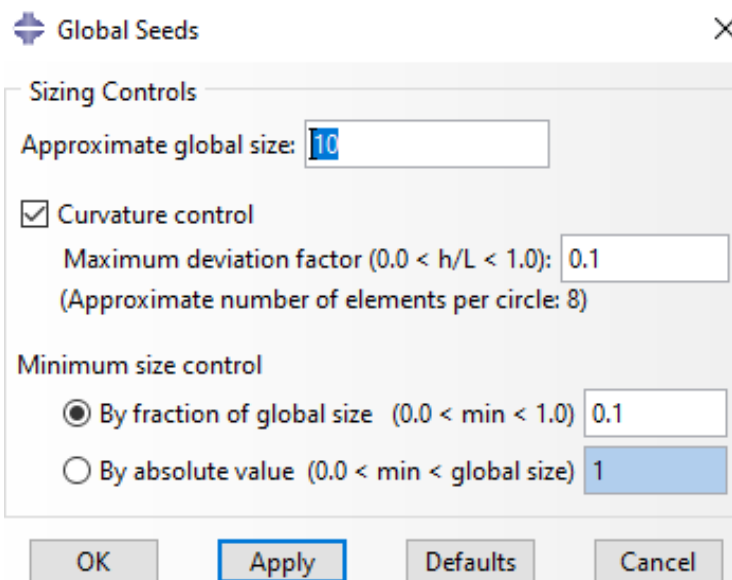 Global Seeds
Sizing Controls
Approximate global size: 10
Curvature control
Maximum deviation factor (0.0 < h/L < 1.0): 0.1
(Approximate number of elements per circle: 8)
Minimum size control
By fraction of global size (0.0 < min < 1.0) 0.1
By absolute value (0.0 < min < global size) 1
OK Apply Defaults Cancel